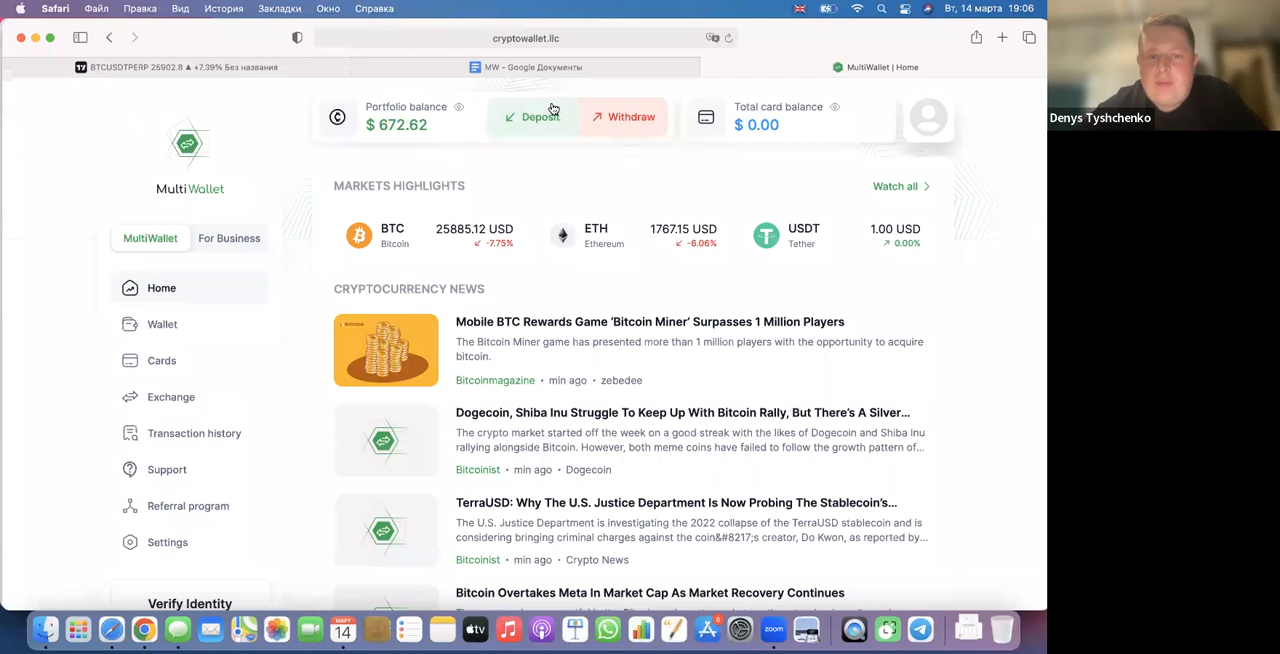 Safari Файл Правка Вид История Закладки Окно Справка Вт, 14 марта 19:06
cryptowallet.llc
BTCUSDTPERP 25902.8 ▲ +7.39% Без названия
MW – Google Документы
MultiWallet | Home
Denys Tyshchenko
Portfolio balance
$ 672.62
Deposit
Withdraw
Total card balance
$ 0.00
MultiWallet
MultiWallet
For Business
Home
Wallet
Cards
Exchange
Transaction history
Support
Referral program
Settings
Verify Identity
MARKETS HIGHLIGHTS
Watch all
BTC 25885.12 USD
Bitcoin -7.75%
ETH 1767.15 USD
Ethereum -6.06%
USDT 1.00 USD
Tether 0.00%
CRYPTOCURRENCY NEWS
Mobile BTC Rewards Game ‘Bitcoin Miner’ Surpasses 1 Million Players
The Bitcoin Miner game has presented more than 1 million players with the opportunity to acquire
bitcoin.
Bitcoinmagazine • min ago • zebedee
Dogecoin, Shiba Inu Struggle To Keep Up With Bitcoin Rally, But There’s A Silver...
The crypto market started off the week on a good streak with the likes of Dogecoin and Shiba Inu
rallying alongside Bitcoin. However, both meme coins have failed to follow the growth pattern of...
Bitcoinist • min ago • Dogecoin
TerraUSD: Why The U.S. Justice Department Is Now Probing The Stablecoin’s...
The U.S. Justice Department is investigating the 2022 collapse of the TerraUSD stablecoin and is
considering bringing criminal charges against the coin&#8217;s creator, Do Kwon, as reported by...
Bitcoinist • min ago • Crypto News
Bitcoin Overtakes Meta In Market Cap As Market Recovery Continues
МАРТ
14
tv
zoom
6